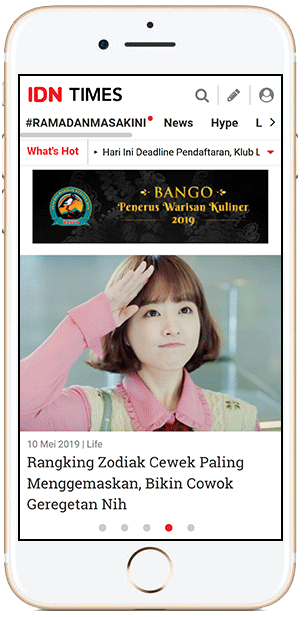 IDN TIMES
#RAMADANMASAKINI News Hype L
What's Hot Hari Ini Deadline Pendaftaran, Klub L
BANGO
Penerus Warisan Kuliner
2019
10 Mei 2019 | Life
Rangking Zodiak Cewek Paling
Menggemaskan, Bikin Cowok
Geregetan Nih